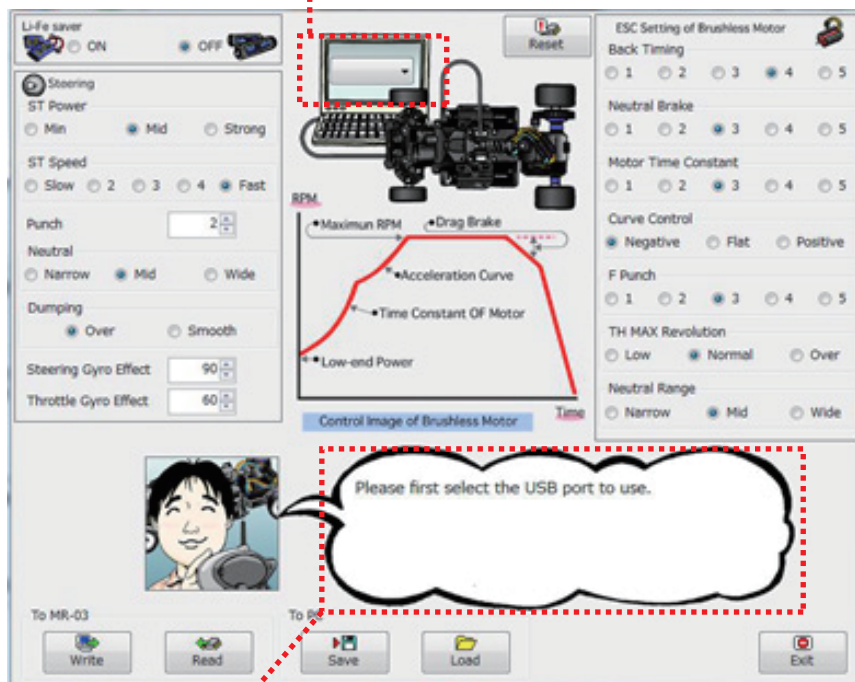 Li-Fe saver
ON
OFF
Steering
ST Power
Min
Mid
Strong
ST Speed
Slow
2
3
4
Fast
Punch
2
Neutral
Narrow
Mid
Wide
Dumping
Over
Smooth
Steering Gyro Effect
90
Throttle Gyro Effect
60
Reset
RPM
Maximun RPM
Drag Brake
Acceleration Curve
Time Constant OF Motor
Low-end Power
Time
Control Image of Brushless Motor
ESC Setting of Brushless Motor
Back Timing
1 2 3 4 5
Neutral Brake
1 2 3 4 5
Motor Time Constant
1 2 3 4 5
Curve Control
Negative Flat Positive
F Punch
1 2 3 4 5
TH MAX Revolution
Low Normal Over
Neutral Range
Narrow Mid Wide
Please first select the USB port to use.
To MR-03
Write
Read
To PC
Save
Load
Exit